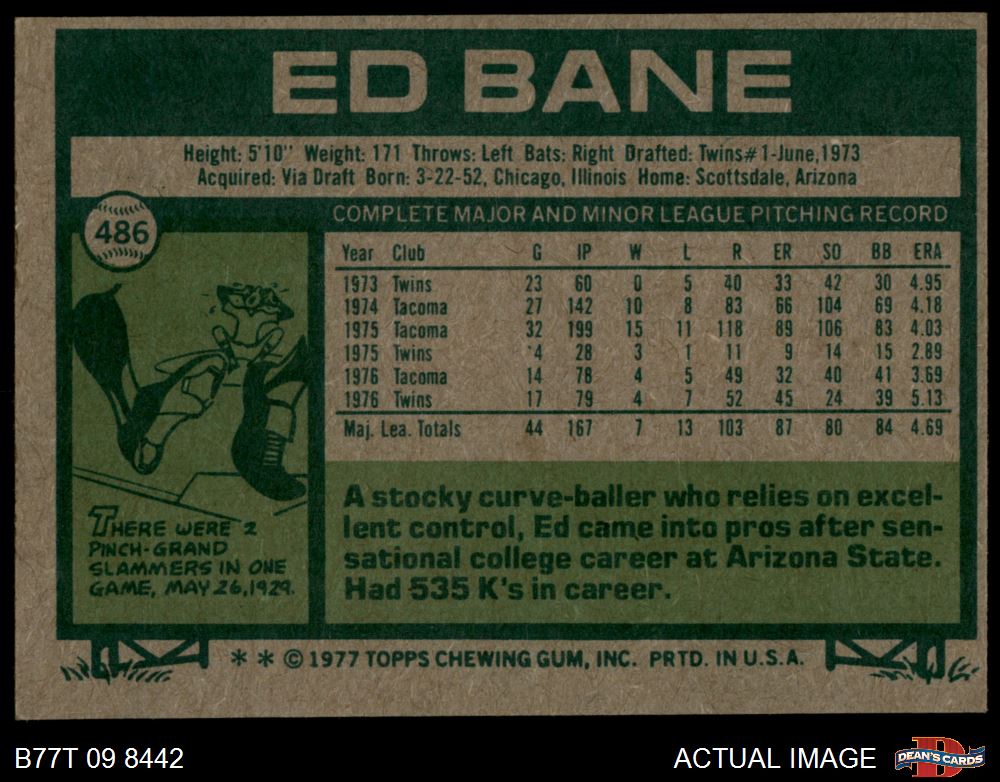 ED BANE
Height: 5'10" Weight: 171 Throws: Left Bats: Right Drafted: Twins#1-June,1973
Acquired: Via Draft Born: 3-22-52, Chicago, Illinois Home: Scottsdale, Arizona
486
COMPLETE MAJOR AND MINOR LEAGUE PITCHING RECORD
Year Club G IP W L R ER SO BB ERA
1973 Twins 23 60 0 5 40 33 42 30 4.95
1974 Tacoma 27 142 10 8 83 66 104 69 4.18
1975 Tacoma 32 199 15 11 118 89 106 83 4.03
1975 Twins 4 28 3 1 11 9 14 15 2.89
1976 Tacoma 14 78 4 5 49 32 40 41 3.69
1976 Twins 17 79 4 7 52 45 24 39 5.13
Maj. Lea. Totals 44 167 7 13 103 87 80 84 4.69
THERE WERE 2
PINCH-GRAND
SLAMMERS IN ONE
GAME, MAY 26,1929.
A stocky curve-baller who relies on excel-
lent control, Ed came into pros after sen-
sational college career at Arizona State.
Had 535 K's in career.
* * © 1977 TOPPS CHEWING GUM, INC. PRTD. IN U.S.A.
B77T 09 8442
ACTUAL IMAGE
D
DEAN'S CARDS